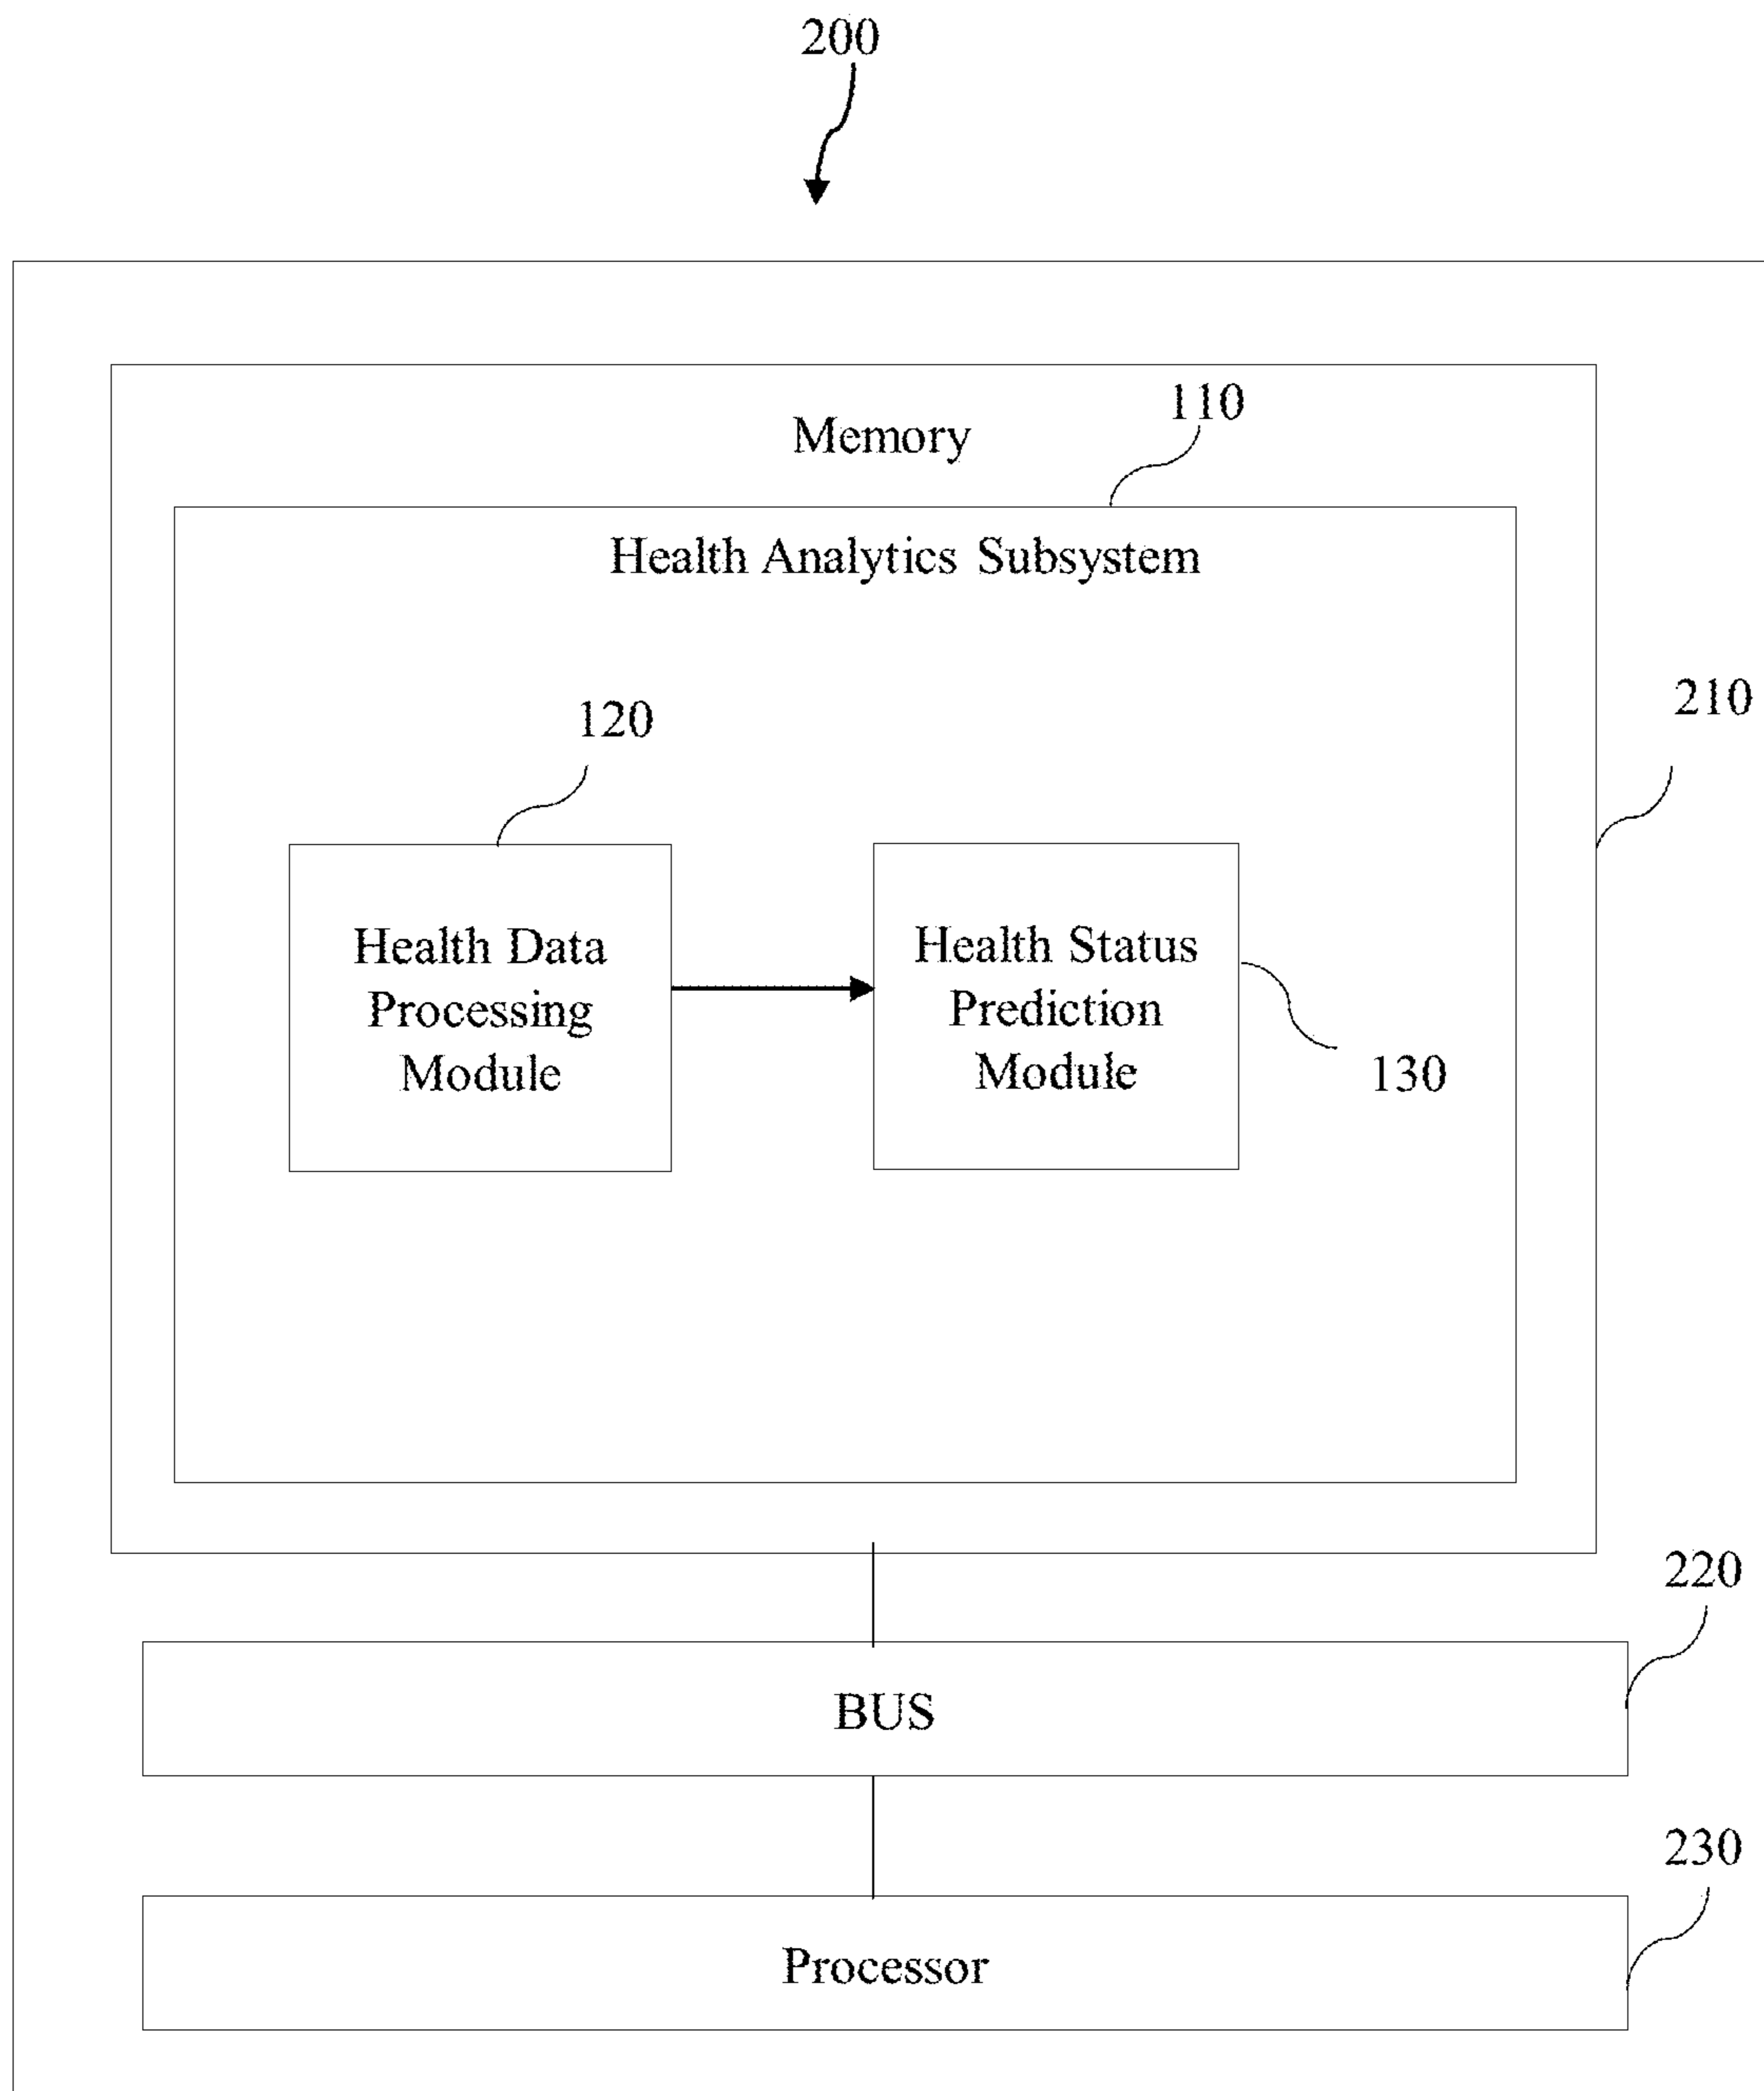 200
110
Memory
Health Analytics Subsystem
210
120
Health Data
Processing
Module
Health Status
Prediction
Module
130
220
BUS
230
Processor